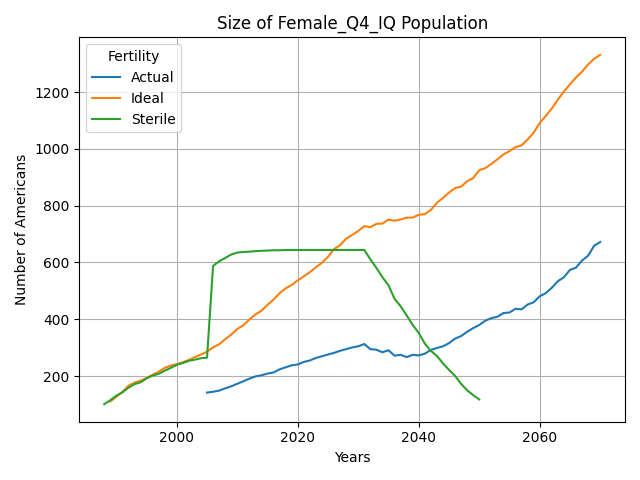 Size of Female_Q4_IQ Population
Fertility
Actual
Ideal
Sterile
Number of Americans
1200
1000
800
600
400
200
2000
2020
2040
2060
Years